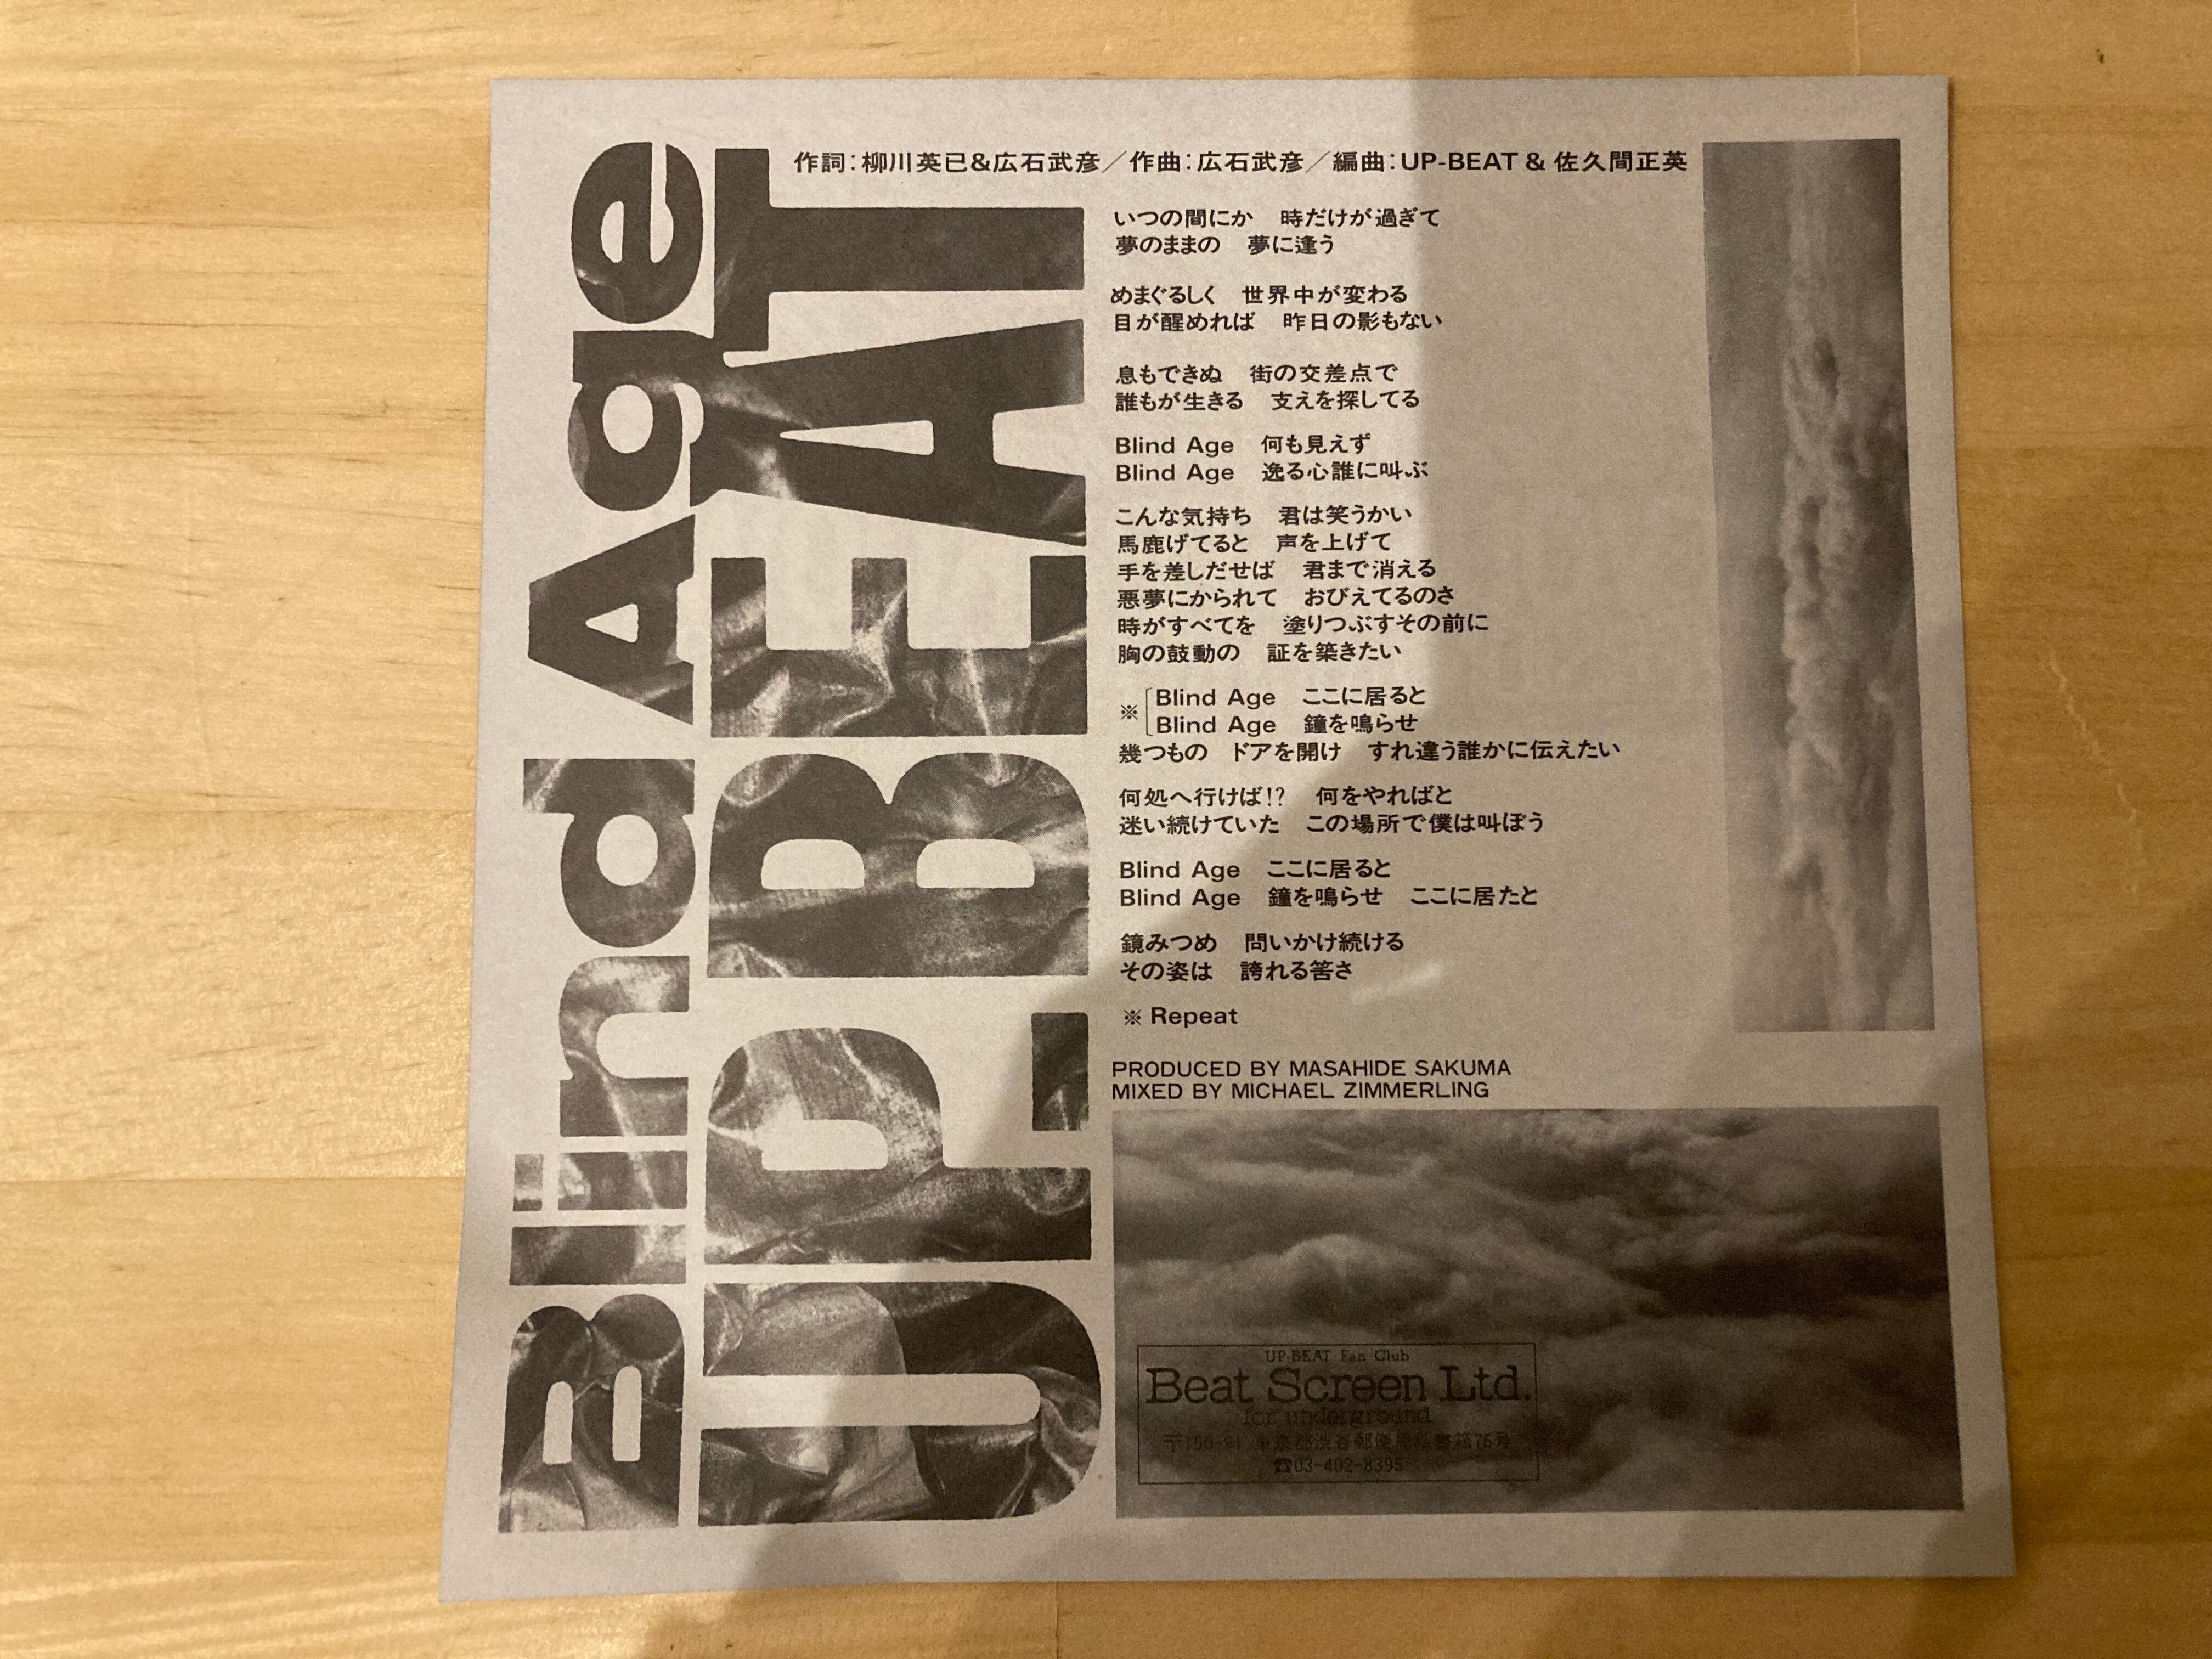 Blind Age
UP-BEAT
作詞：柳川英巳&広石武彦／作曲：広石武彦／編曲：UP-BEAT & 佐久間正英
いつの間にか　時だけが過ぎて
夢のままの　夢に逢う
めまぐるしく　世界中が変わる
目が醒めれば　昨日の影もない
息もできぬ　街の交差点で
誰もが生きる　支えを探してる
Blind Age　何も見えず
Blind Age　逸る心誰に叫ぶ
こんな気持ち　君は笑うかい
馬鹿げてると　声を上げて
手を差しだせば　君まで消える
悪夢にかられて　おびえてるのさ
時がすべてを　塗りつぶすその前に
胸の鼓動の　証を築きたい
※ Blind Age　ここに居ると
Blind Age　鐘を鳴らせ
幾つもの　ドアを開け　すれ違う誰かに伝えたい
何処へ行けば!?　何をやればと
迷い続けていた　この場所で僕は叫ぼう
Blind Age　ここに居ると
Blind Age　鐘を鳴らせ　ここに居たと
鏡みつめ　問いかけ続ける
その姿は　誇れる筈さ
※ Repeat
PRODUCED BY MASAHIDE SAKUMA
MIXED BY MICHAEL ZIMMERLING
UP-BEAT Fan Club
Beat Screen Ltd.
for underground
〒150-91 東京都渋谷郵便局私書箱76号
☎03-402-8395